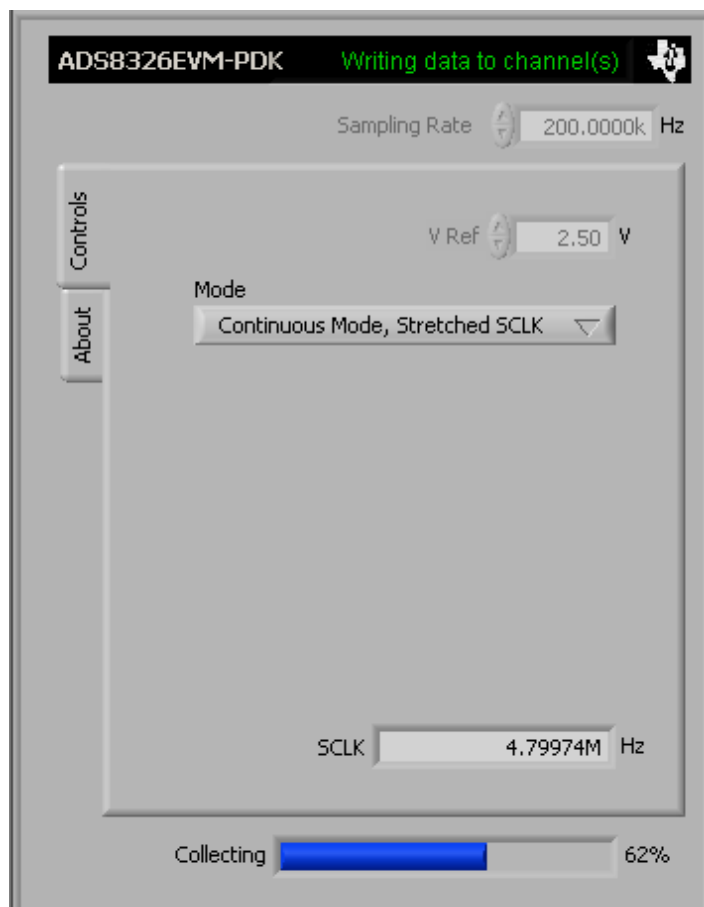 ADS8326EVM-PDK Writing data to channel(s)
Sampling Rate 200.0000k Hz
Controls
V Ref 2.50 V
Mode
Continuous Mode, Stretched SCLK
About
SCLK 4.79974M Hz
Collecting 62%